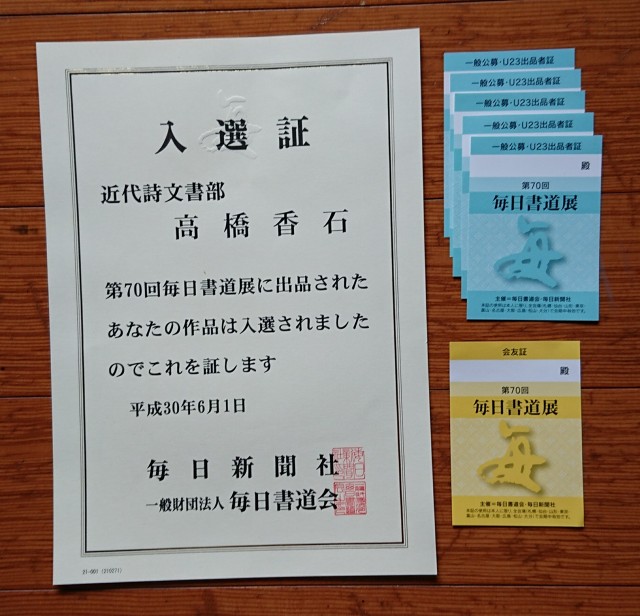 入選証
近代詩文書部
高橋香石
第70回毎日書道展に出品された
あなたの作品は入選されました
のでこれを証します
平成30年6月1日
毎日新聞社
一般財団法人 毎日書道会
一般公募・U23出品者証
一般公募・U23出品者証
一般公募・U23出品者証
一般公募・U23出品者証
一般公募・U23出品者証
殿
第70回
毎日書道展
毎
主催=毎日書道会・毎日新聞社
会友証
殿
第70回
毎日書道展
毎
主催=毎日書道会・毎日新聞社